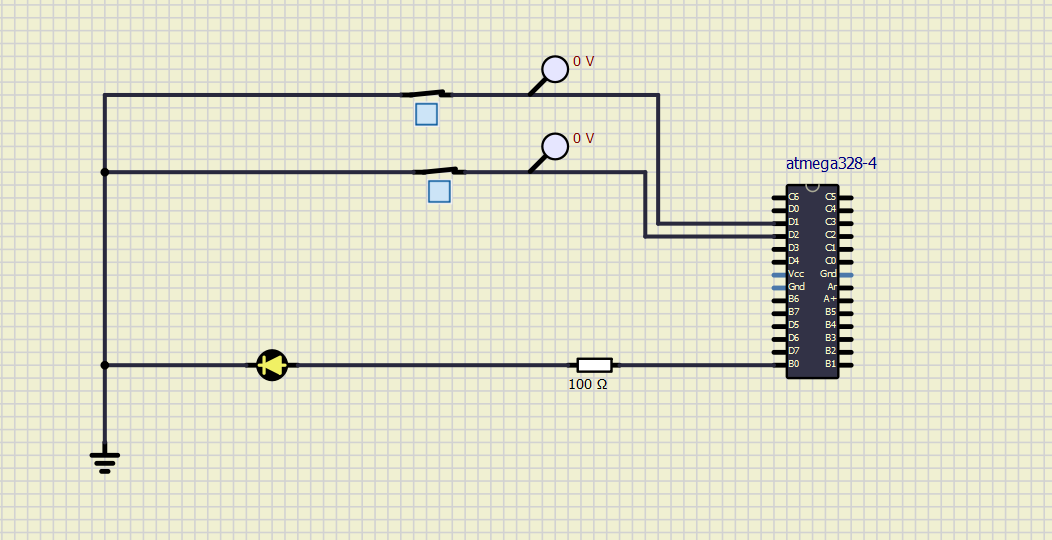 0 V
0 V
atmega328-4
C6 C5
D0 C4
D1 C3
D2 C2
D3 C1
D4 C0
Vcc Gnd
Gnd Ar
B6 A+
B7 B5
D5 B4
D6 B3
D7 B2
B0 B1
100 Ω